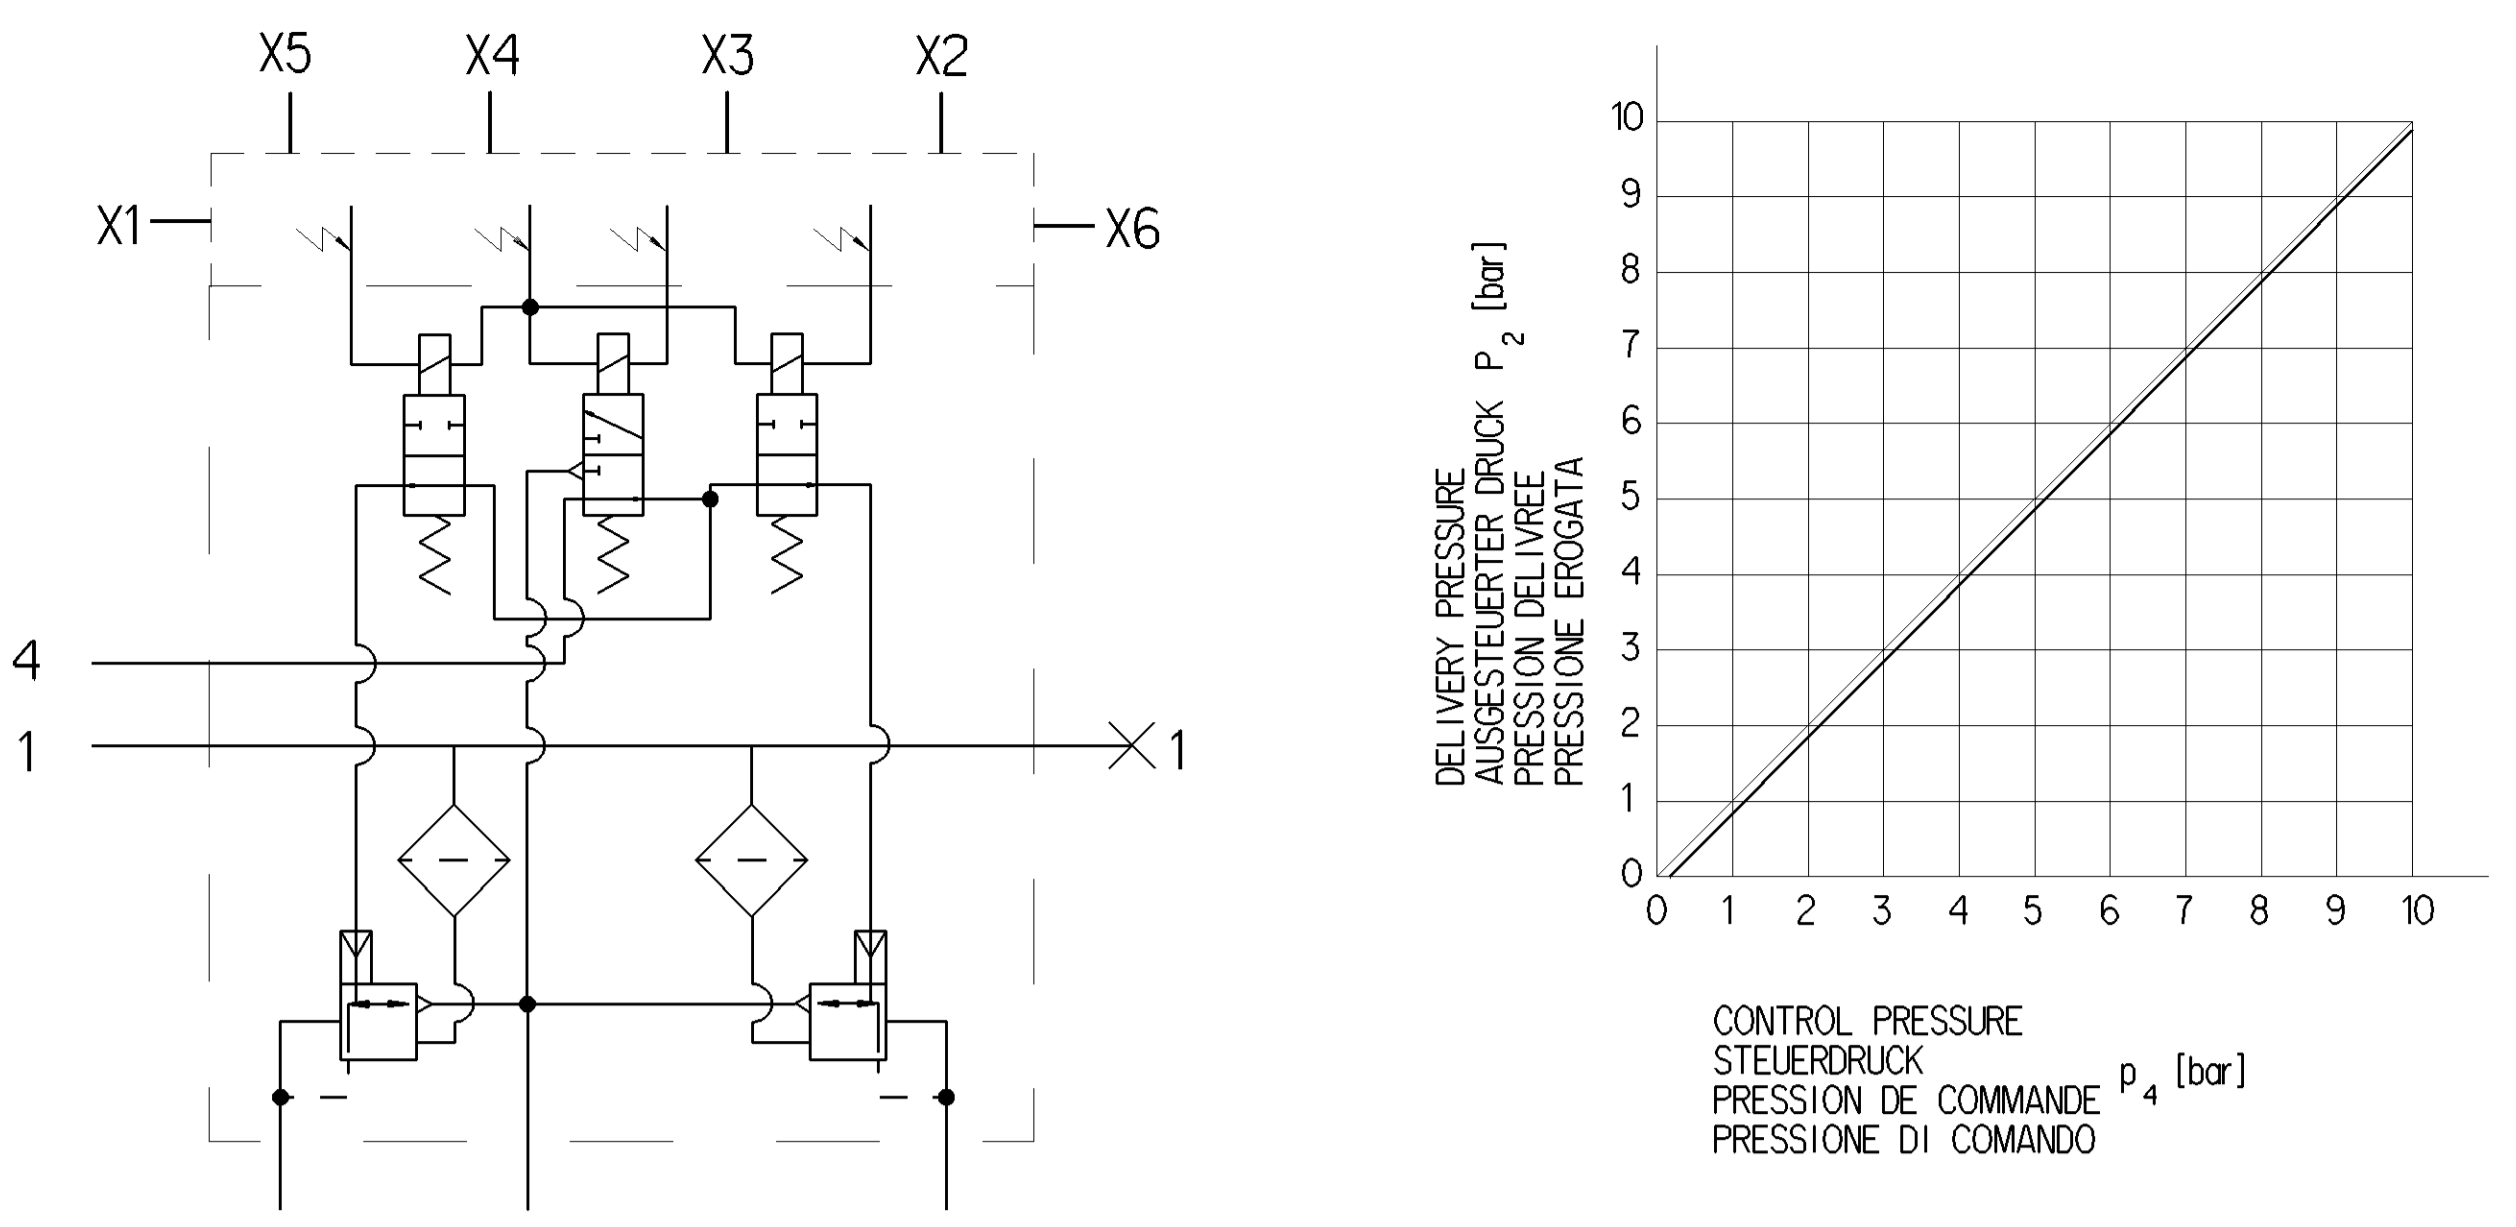 X5 X4 X3 X2
X1
X6
4
1
1
DELIVERY PRESSURE
AUSGESTEUERTER DRUCK P2 [bar]
PRESSION DELIVREE
PRESSIONE EROGATA
10
9
8
7
6
5
4
3
2
1
0
0 1 2 3 4 5 6 7 8 9 10
CONTROL PRESSURE
STEUERDRUCK
PRESSION DE COMMANDE p4 [bar]
PRESSIONE DI COMANDO